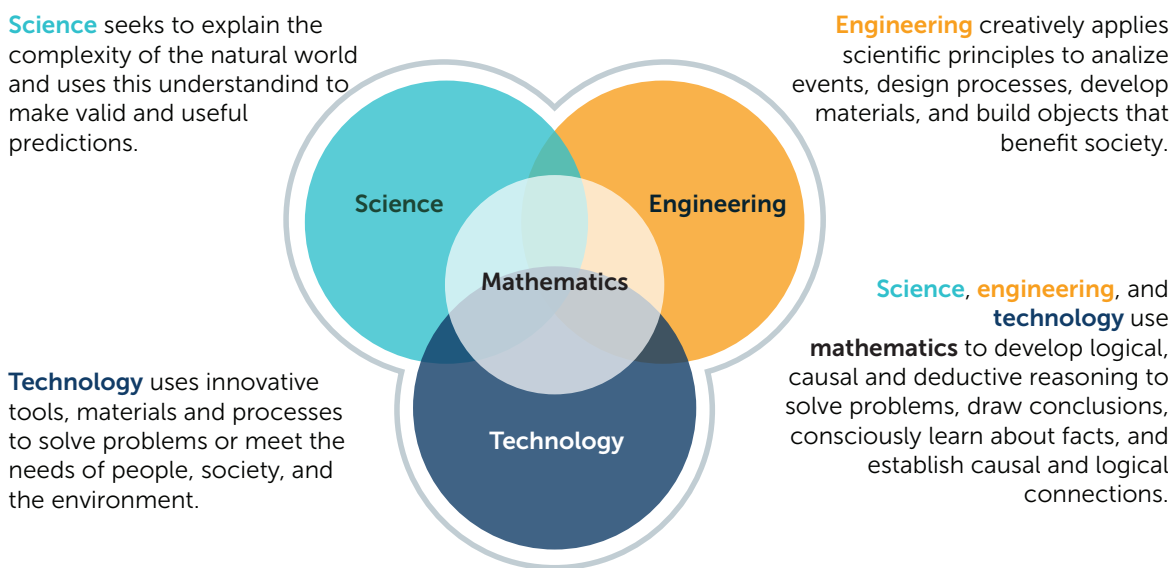 Science seeks to explain the
complexity of the natural world
and uses this understandind to
make valid and useful
predictions.
Engineering creatively applies
scientific principles to analize
events, design processes, develop
materials, and build objects that
benefit society.
Science
Engineering
Mathematics
Technology
Technology uses innovative
tools, materials and processes
to solve problems or meet the
needs of people, society, and
the environment.
Science, engineering, and
technology use
mathematics to develop logical,
causal and deductive reasoning to
solve problems, draw conclusions,
consciously learn about facts, and
establish causal and logical
connections.